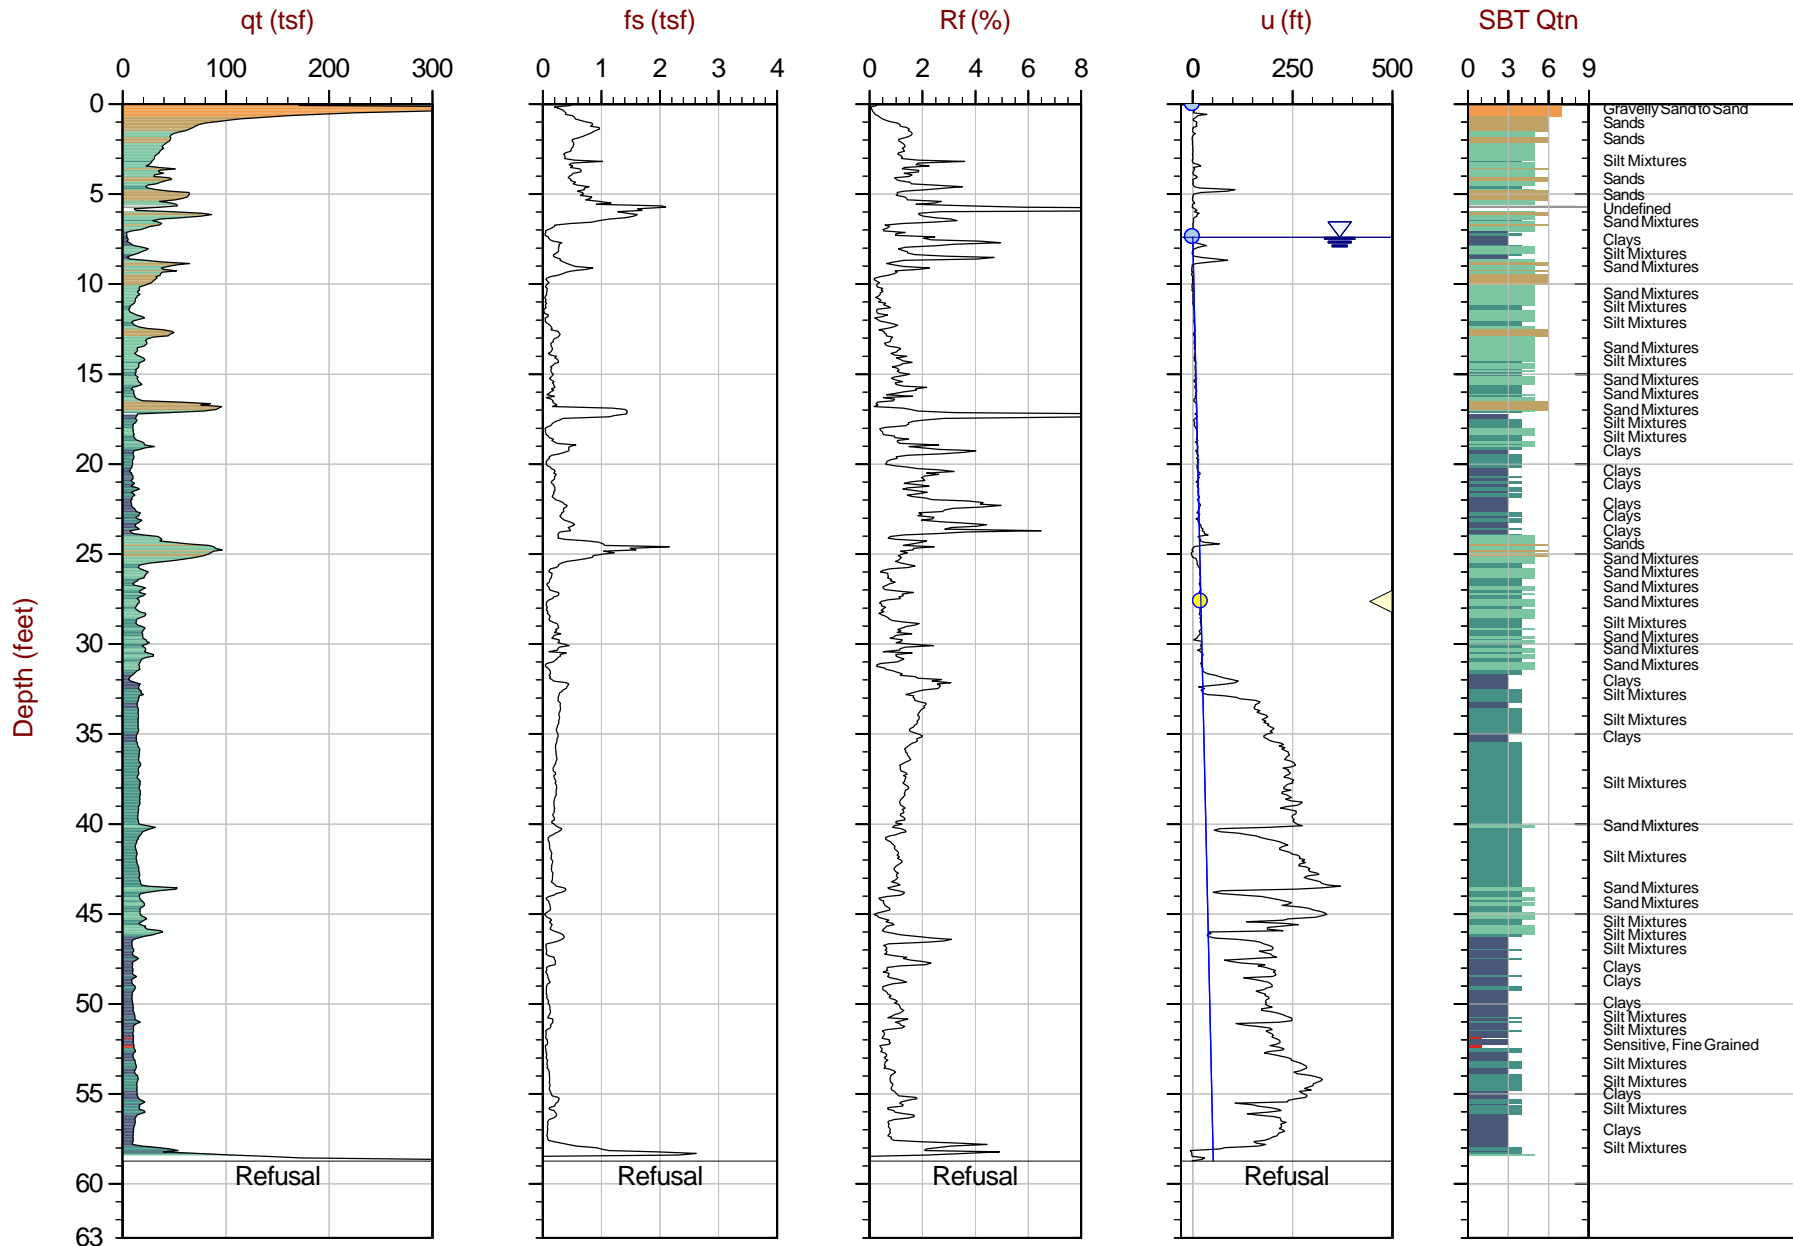 qt (tsf)
fs (tsf)
Rf (%)
u (ft)
SBT Qtn
0 100 200 300
0 1 2 3 4
0 2 4 6 8
0 250 500
0 3 6 9
Depth (feet)
0
5
10
15
20
25
30
35
40
45
50
55
60
63
Refusal
Refusal
Refusal
Refusal
Gravelly Sand to Sand
Sands
Sands
Silt Mixtures
Sands
Sands
Undefined
Sand Mixtures
Clays
Silt Mixtures
Sand Mixtures
Sand Mixtures
Silt Mixtures
Silt Mixtures
Sand Mixtures
Silt Mixtures
Sand Mixtures
Sand Mixtures
Sand Mixtures
Silt Mixtures
Silt Mixtures
Clays
Clays
Clays
Clays
Clays
Clays
Sands
Sand Mixtures
Sand Mixtures
Sand Mixtures
Sand Mixtures
Silt Mixtures
Sand Mixtures
Sand Mixtures
Sand Mixtures
Clays
Silt Mixtures
Silt Mixtures
Clays
Silt Mixtures
Sand Mixtures
Silt Mixtures
Sand Mixtures
Sand Mixtures
Silt Mixtures
Silt Mixtures
Silt Mixtures
Clays
Clays
Clays
Silt Mixtures
Silt Mixtures
Sensitive, Fine Grained
Silt Mixtures
Silt Mixtures
Clays
Silt Mixtures
Clays
Silt Mixtures